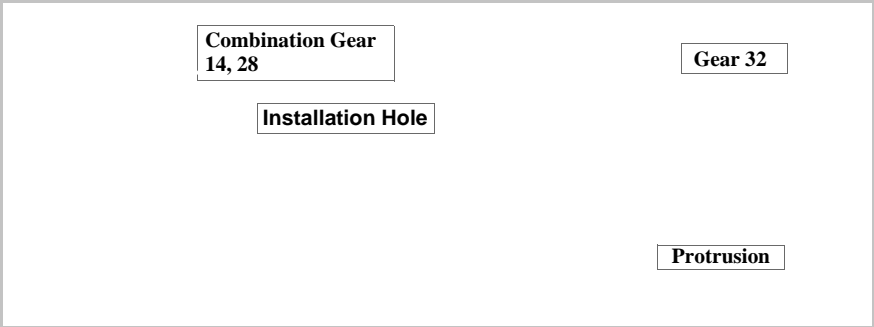 Combination Gear
14, 28
Gear 32
Installation Hole
Protrusion